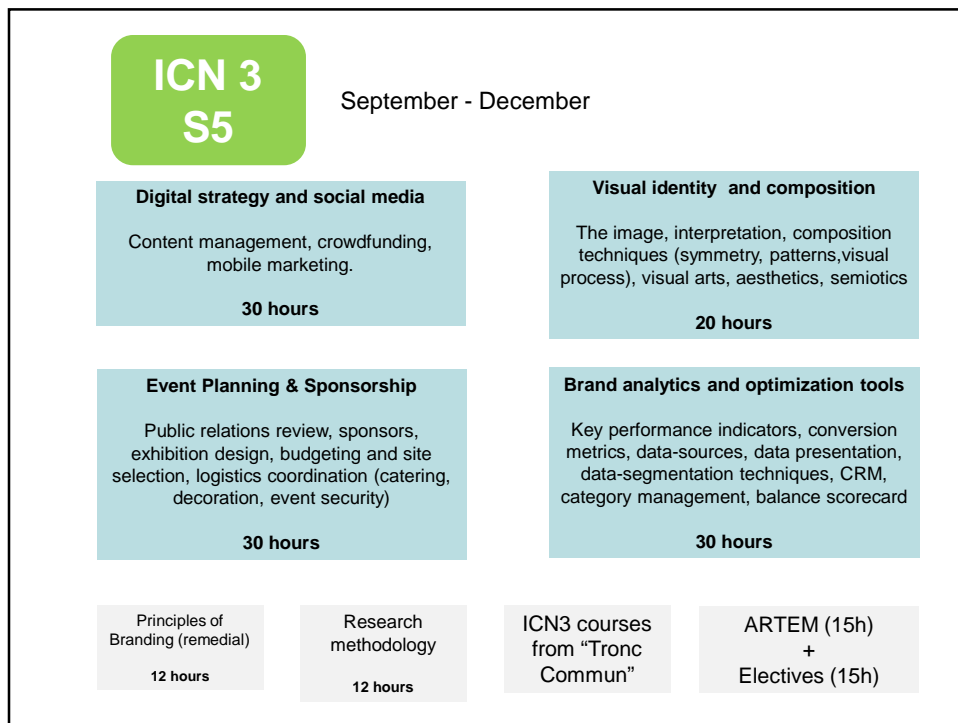 ICN 3
S5
September - December
Digital strategy and social media
Content management, crowdfunding,
mobile marketing.
30 hours
Visual identity and composition
The image, interpretation, composition
techniques (symmetry, patterns,visual
process), visual arts, aesthetics, semiotics
20 hours
Event Planning & Sponsorship
Public relations review, sponsors,
exhibition design, budgeting and site
selection, logistics coordination (catering,
decoration, event security)
30 hours
Brand analytics and optimization tools
Key performance indicators, conversion
metrics, data-sources, data presentation,
data-segmentation techniques, CRM,
category management, balance scorecard
30 hours
Principles of
Branding (remedial)
12 hours
Research
methodology
12 hours
ICN3 courses
from “Tronc
Commun”
ARTEM (15h)
+
Electives (15h)